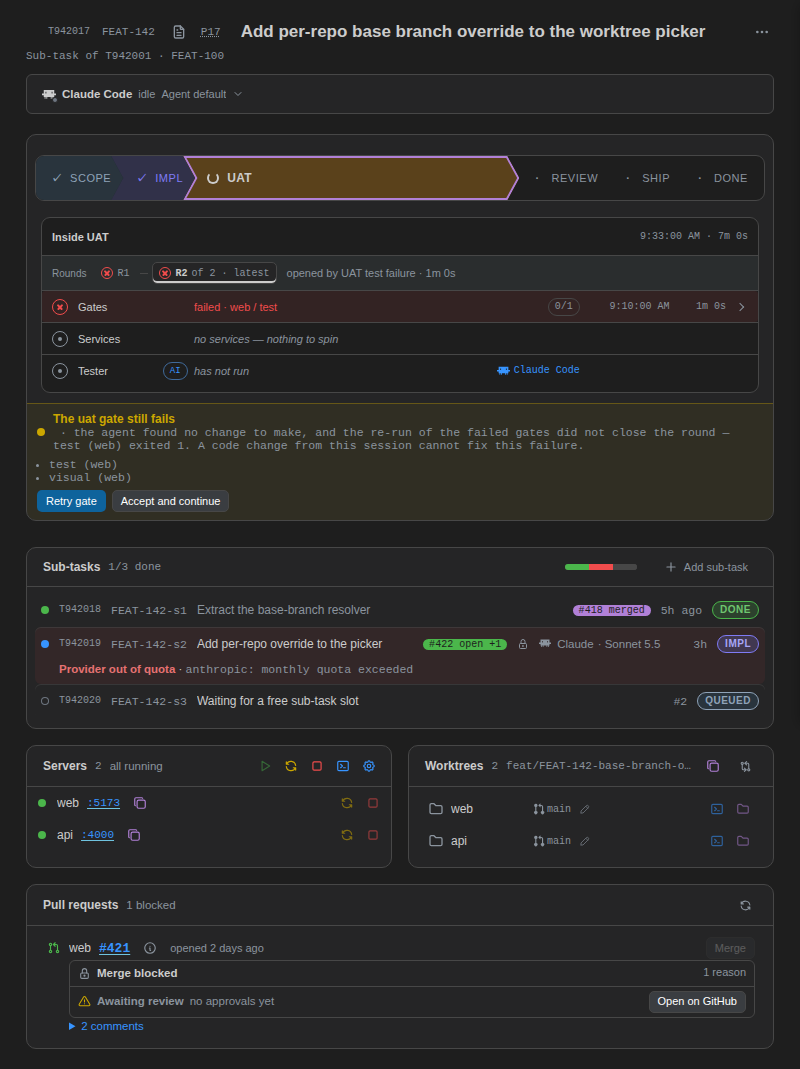 T942017 FEAT-142 P17 Add per-repo base branch override to the worktree picker
Sub-task of T942001 · FEAT-100
Claude Code idle Agent default
SCOPE IMPL UAT REVIEW SHIP DONE
Inside UAT 9:33:00 AM · 7m 0s
Rounds R1 — R2 of 2 · latest opened by UAT test failure · 1m 0s
Gates failed · web / test 0/1 9:10:00 AM 1m 0s
Services no services — nothing to spin
Tester AI has not run Claude Code
The uat gate still fails
· the agent found no change to make, and the re-run of the failed gates did not close the round —
test (web) exited 1. A code change from this session cannot fix this failure.
• test (web)
• visual (web)
Retry gate Accept and continue
Sub-tasks 1/3 done Add sub-task
T942018 FEAT-142-s1 Extract the base-branch resolver #418 merged 5h ago DONE
T942019 FEAT-142-s2 Add per-repo override to the picker #422 open +1 Claude · Sonnet 5.5 3h IMPL
Provider out of quota · anthropic: monthly quota exceeded
T942020 FEAT-142-s3 Waiting for a free sub-task slot #2 QUEUED
Servers 2 all running
web :5173
api :4000
Worktrees 2 feat/FEAT-142-base-branch-o…
web main
api main
Pull requests 1 blocked
web #421 opened 2 days ago Merge
Merge blocked 1 reason
Awaiting review no approvals yet Open on GitHub
2 comments